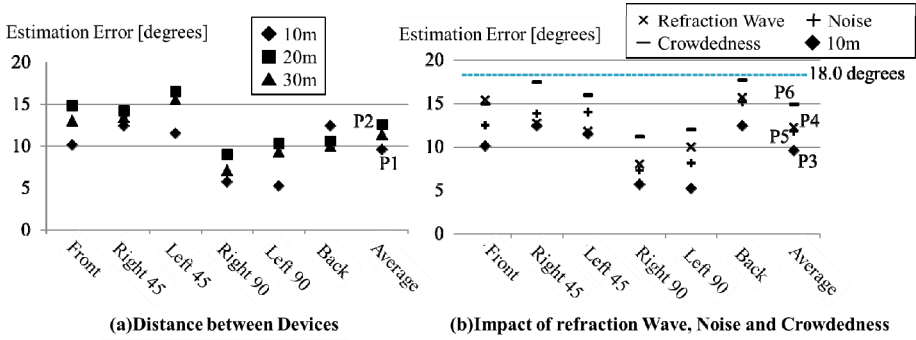 Estimation Error [degrees]
10m
20m
30m
20
15
10
5
0
P2
P1
Front
Right 45
Left 45
Right 90
Left 90
Back
Average
(a)Distance between Devices
Refraction Wave
Noise
Crowdedness
10m
Estimation Error [degrees]
20
15
10
5
0
18.0 degrees
P6
P4
P5
P3
Front
Right 45
Left 45
Right 90
Left 90
Back
Average
(b)Impact of refraction Wave, Noise and Crowdedness